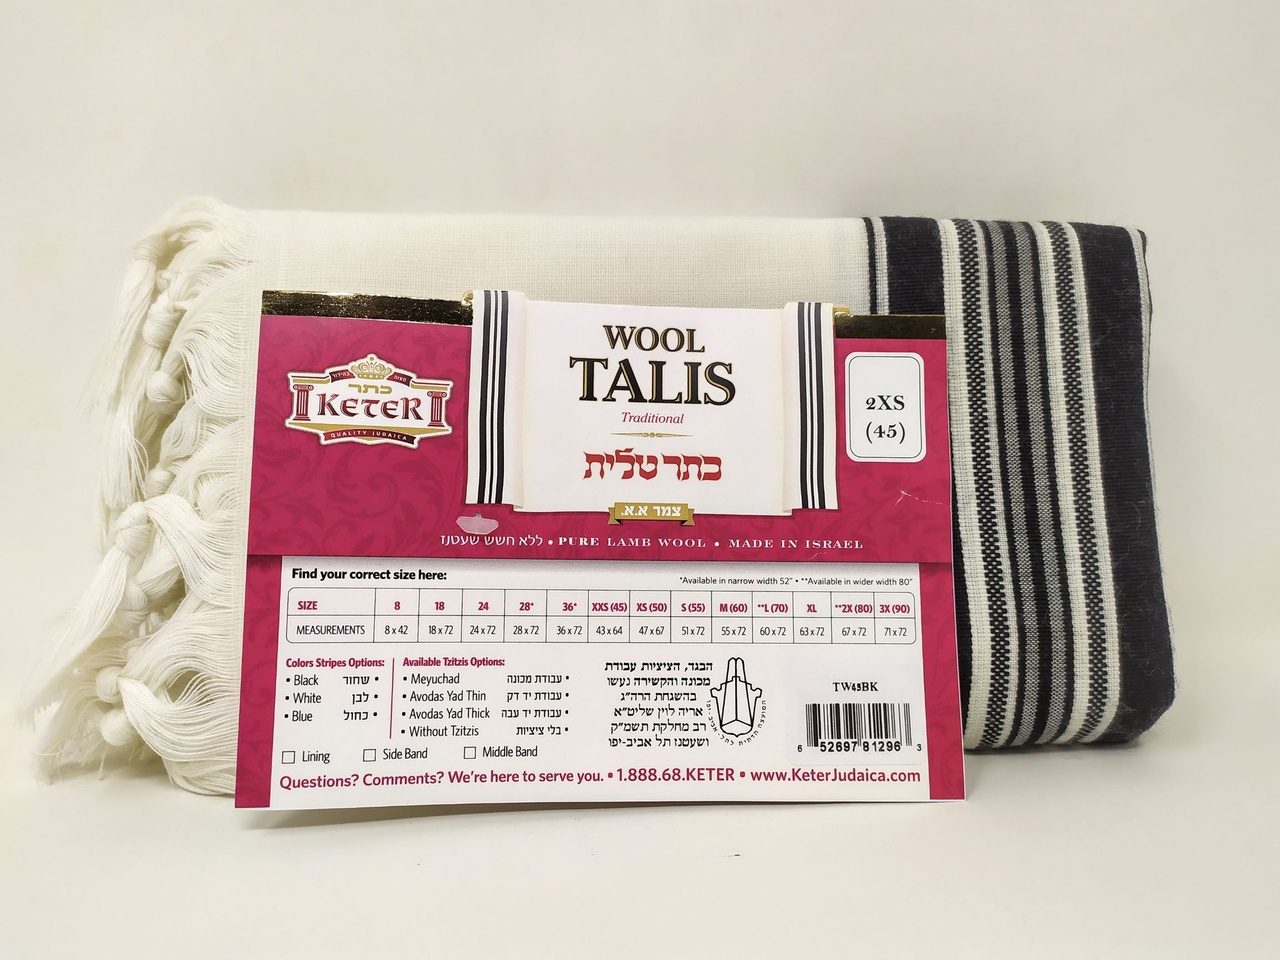 מצוה בהידור
כתר
KETER
QUALITY JUDAICA
WOOL
TALIS
Traditional
כתר טלית
צמר א.א.
2XS
(45)
ללא חשש שעטנז • PURE LAMB WOOL • MADE IN ISRAEL
Find your correct size here:
*Available in narrow width 52" • **Available in wider width 80"
SIZE 8 18 24 28* 36* XXS (45) XS (50) S (55) M (60) **L (70) XL **2X (80) 3X (90)
MEASUREMENTS 8 x 42 18 x 72 24 x 72 28 x 72 36 x 72 43 x 64 47 x 67 51 x 72 55 x 72 60 x 72 63 x 72 67 x 72 71 x 72
Colors Stripes Options:
• Black שחור •
• White לבן •
• Blue כחול •
Available Tzitzis Options:
• Meyuchad עבודת מכונה •
• Avodas Yad Thin עבודת יד דק •
• Avodas Yad Thick עבודת יד עבה •
• Without Tzitzis בלי ציציות •
Lining Side Band Middle Band
הבגד, הציציות עבודת
מכונה והקשירה נעשו
בהשגחת הרה"ג
אריה לוין שליט"א
רב מחלקת תשמ"ק
ושעטנז תל אביב-יפו
המועצה הדתית לתל-אביב-יפו
TW45BK
6 52697 81296 3
Questions? Comments? We're here to serve you. • 1.888.68.KETER • www.KeterJudaica.com